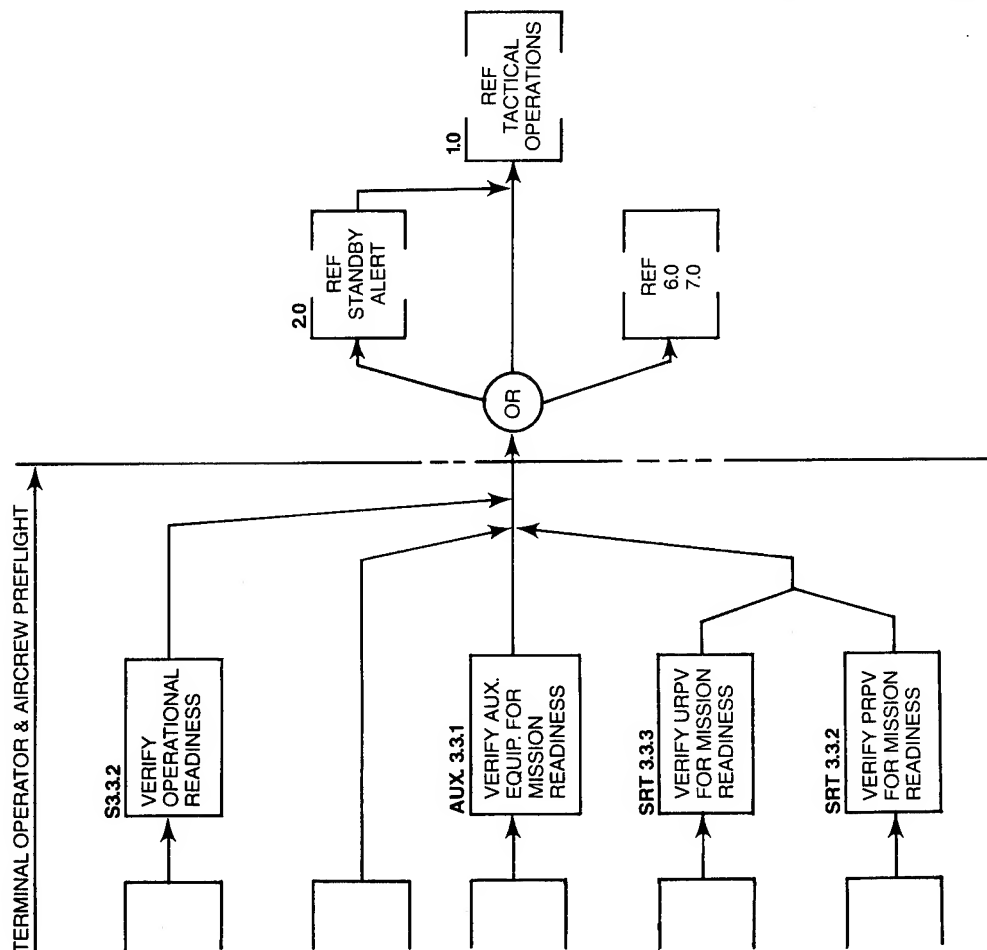 TERMINAL OPERATOR & AIRCREW PREFLIGHT
S3.3.2
VERIFY
OPERATIONAL
READINESS
AUX. 3.3.1
VERIFY AUX.
EQUIP. FOR
MISSION
READINESS
SRT 3.3.3
VERIFY URPV
FOR MISSION
READINESS
SRT 3.3.2
VERIFY PRPV
FOR MISSION
READINESS
OR
2.0
REF
STANDBY
ALERT
1.0
REF
TACTICAL
OPERATIONS
REF
6.0
7.0